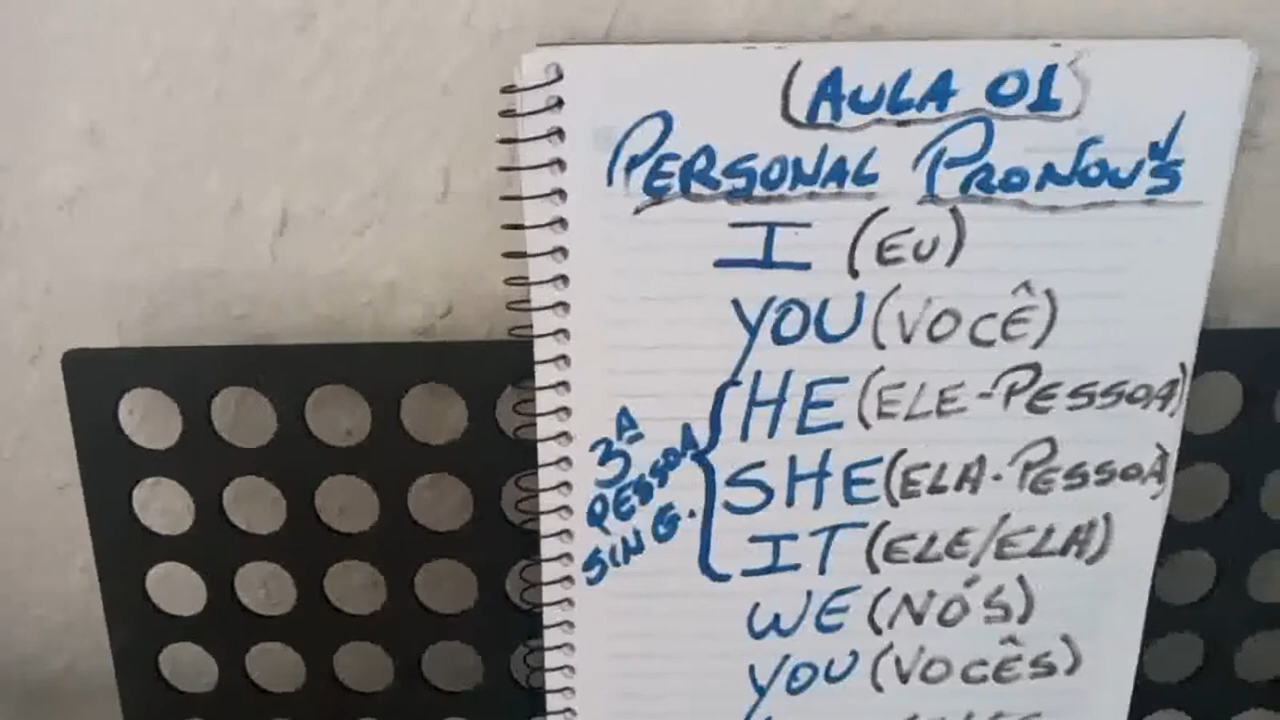 (AULA 01)
PERSONAL PRONOUNS
I (EU)
YOU (VOCÊ)
HE (ELE-PESSOA)
SHE (ELA-PESSOA)
IT (ELE/ELA)
3ª
PESSOA
SING.
WE (NÓS)
YOU (VOCÊS)